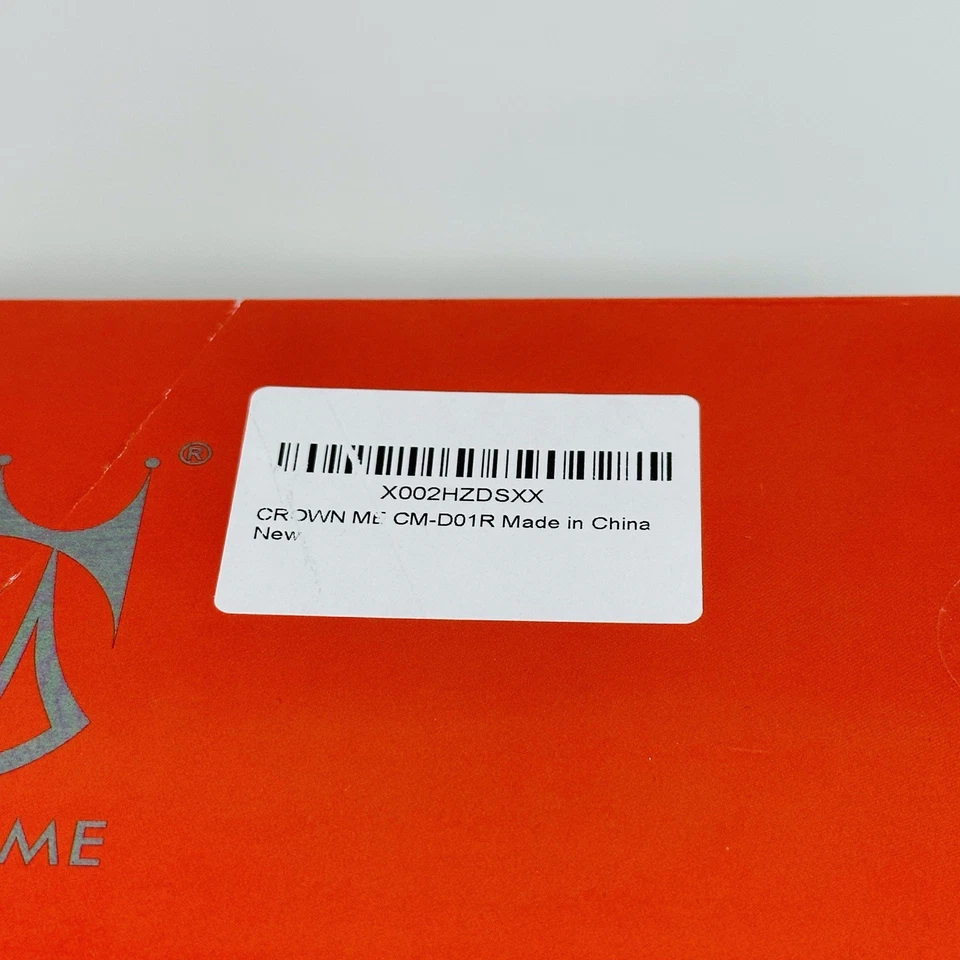 ®
X002HZDSXX
CROWN ME CM-D01R Made in China
New
ME